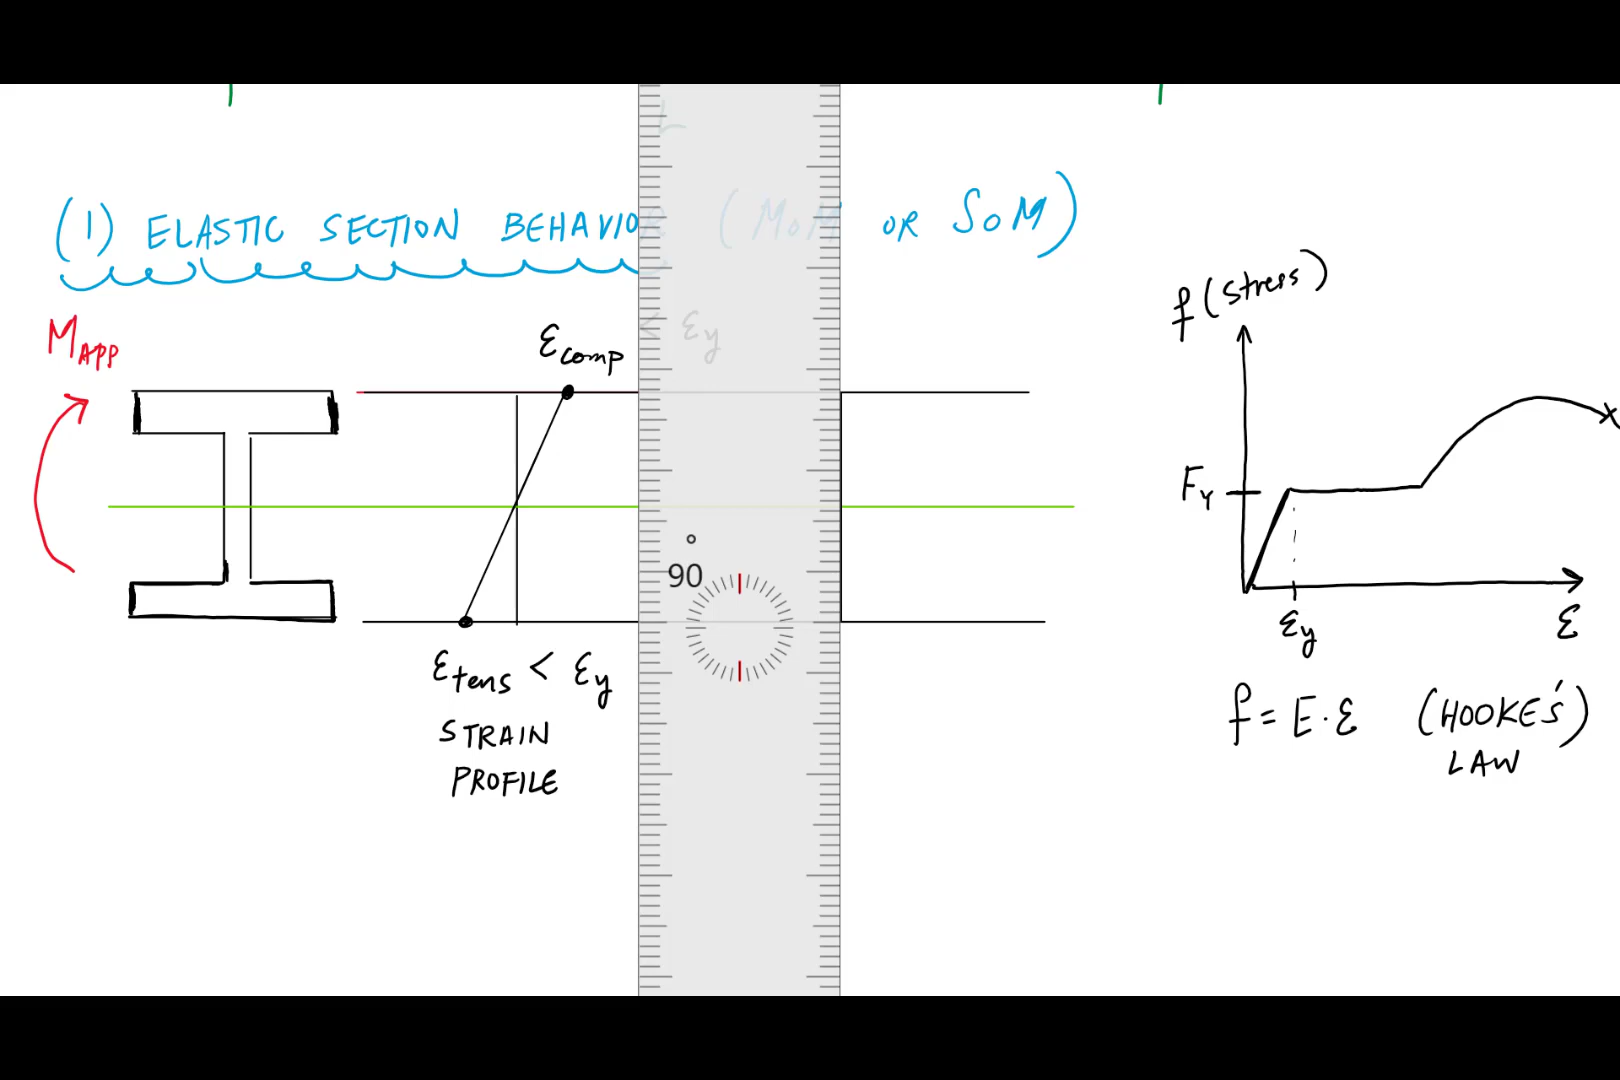 (1) ELASTIC SECTION BEHAVIOR (MoM OR SoM)
f (stress)
MAPP
εcomp < εy
Fy
90
εy
ε
εtens < εy
STRAIN
PROFILE
f = E·ε (HOOKE'S)
LAW